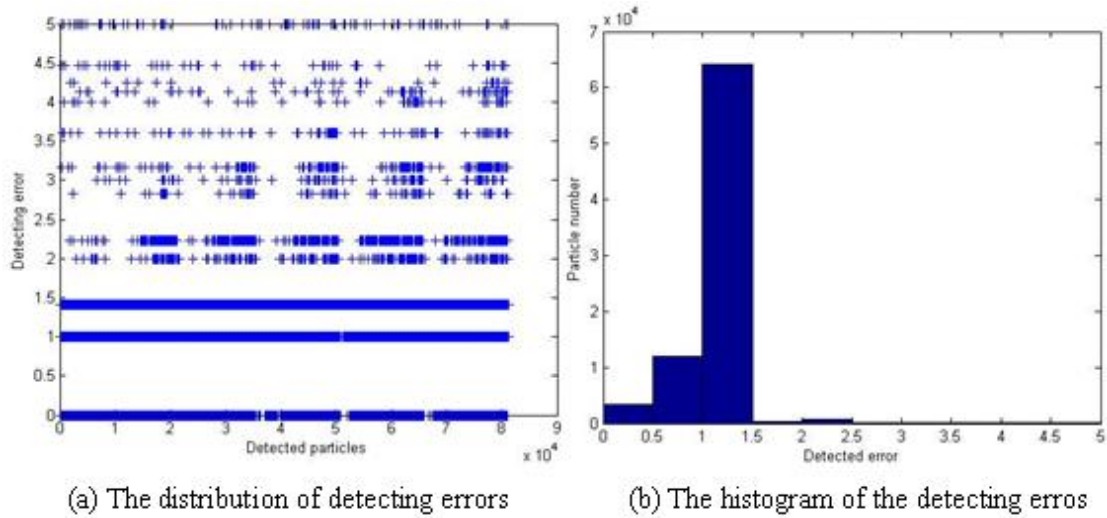 5
4.5
4
3.5
3
2.5
2
1.5
1
0.5
0
Detecting error
0 1 2 3 4 5 6 7 8 9
Detected particles
x 10^4
x 10^4
7
6
5
4
3
2
1
0
Particle number
0 0.5 1 1.5 2 2.5 3 3.5 4 4.5 5
Detected error
(a) The distribution of detecting errors
(b) The histogram of the detecting erros